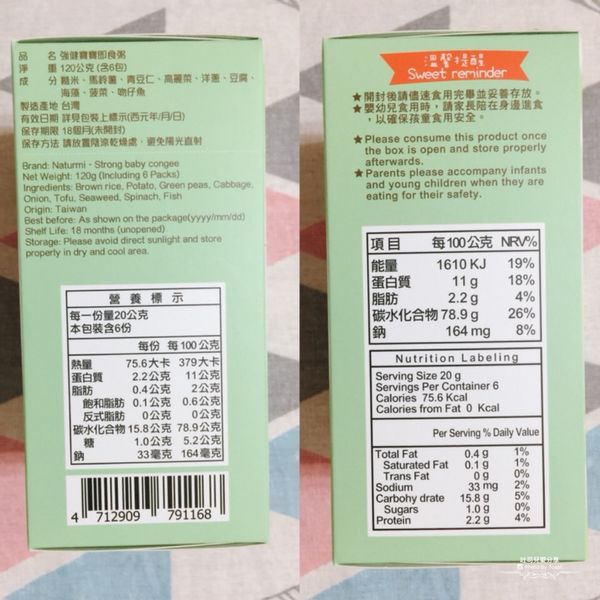 品 名 強健寶寶即食粥
淨 重 120公克 (含6包)
成 分 糙米、馬鈴薯、青豆仁、高麗菜、洋蔥、豆腐、
海藻、菠菜、吻仔魚
製造產地 台灣
有效日期 詳見包裝上標示(西元年/月/日)
保存期限 18個月(未開封)
保存方法 請放置陰涼乾燥處，避免陽光直射
Brand: Naturmi - Strong baby congee
Net Weight: 120g (Including 6 Packs)
Ingredients: Brown rice, Potato, Green peas, Cabbage,
Onion, Tofu, Seaweed, Spinach, Fish
Origin: Taiwan
Best before: As shown on the package(yyyy/mm/dd)
Shelf Life: 18 months (unopened)
Storage: Please avoid direct sunlight and store
properly in dry and cool area.
營養標示
每一份量20公克
本包裝含6份
每份 每100公克
熱量 75.6大卡 379大卡
蛋白質 2.2公克 11公克
脂肪 0.4公克 2公克
飽和脂肪 0.1公克 0.6公克
反式脂肪 0公克 0公克
碳水化合物 15.8公克 78.9公克
糖 1.0公克 5.2公克
鈉 33毫克 164毫克
4 712909 791168
溫馨提醒
Sweet reminder
★開封後請儘速食用完畢並妥善存放。
★嬰幼兒食用時，請家長陪在身邊進食
，以確保孩童食用安全。
★Please consume this product once
the box is open and store properly
afterwards.
★Parents please accompany infants
and young children when they are
eating for their safety.
項目 每100公克 NRV%
能量 1610 KJ 19%
蛋白質 11 g 18%
脂肪 2.2 g 4%
碳水化合物 78.9 g 26%
鈉 164 mg 8%
Nutrition Labeling
Serving Size 20 g
Servings Per Container 6
Calories 75.6 Kcal
Calories from Fat 0 Kcal
Per Serving % Daily Value
Total Fat 0.4 g 1%
Saturated Fat 0.1 g 1%
Trans Fat 0 g 0%
Sodium 33 mg 2%
Carbohy drate 15.8 g 5%
Sugars 1.0 g 0%
Protein 2.2 g 4%